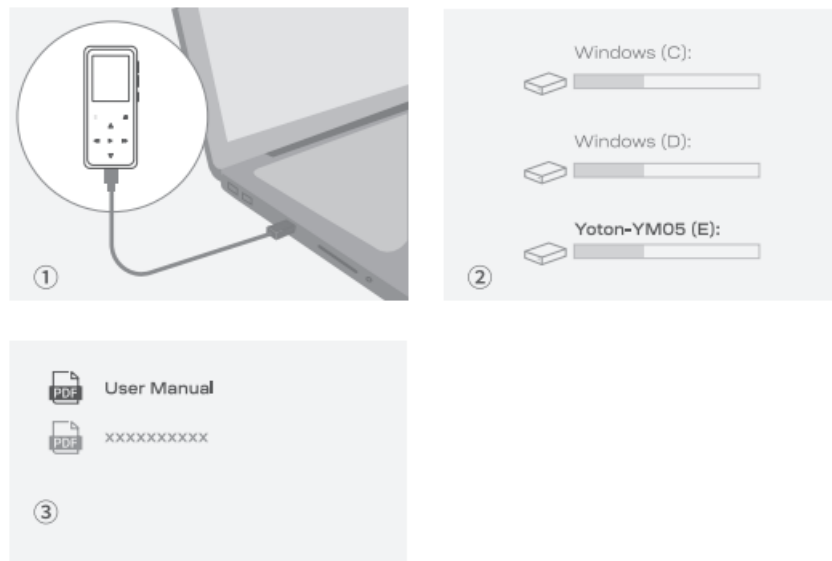 ①
Windows (C):
Windows (D):
Yoton-YM05 (E):
②
PDF User Manual
PDF xxxxxxxxxx
③